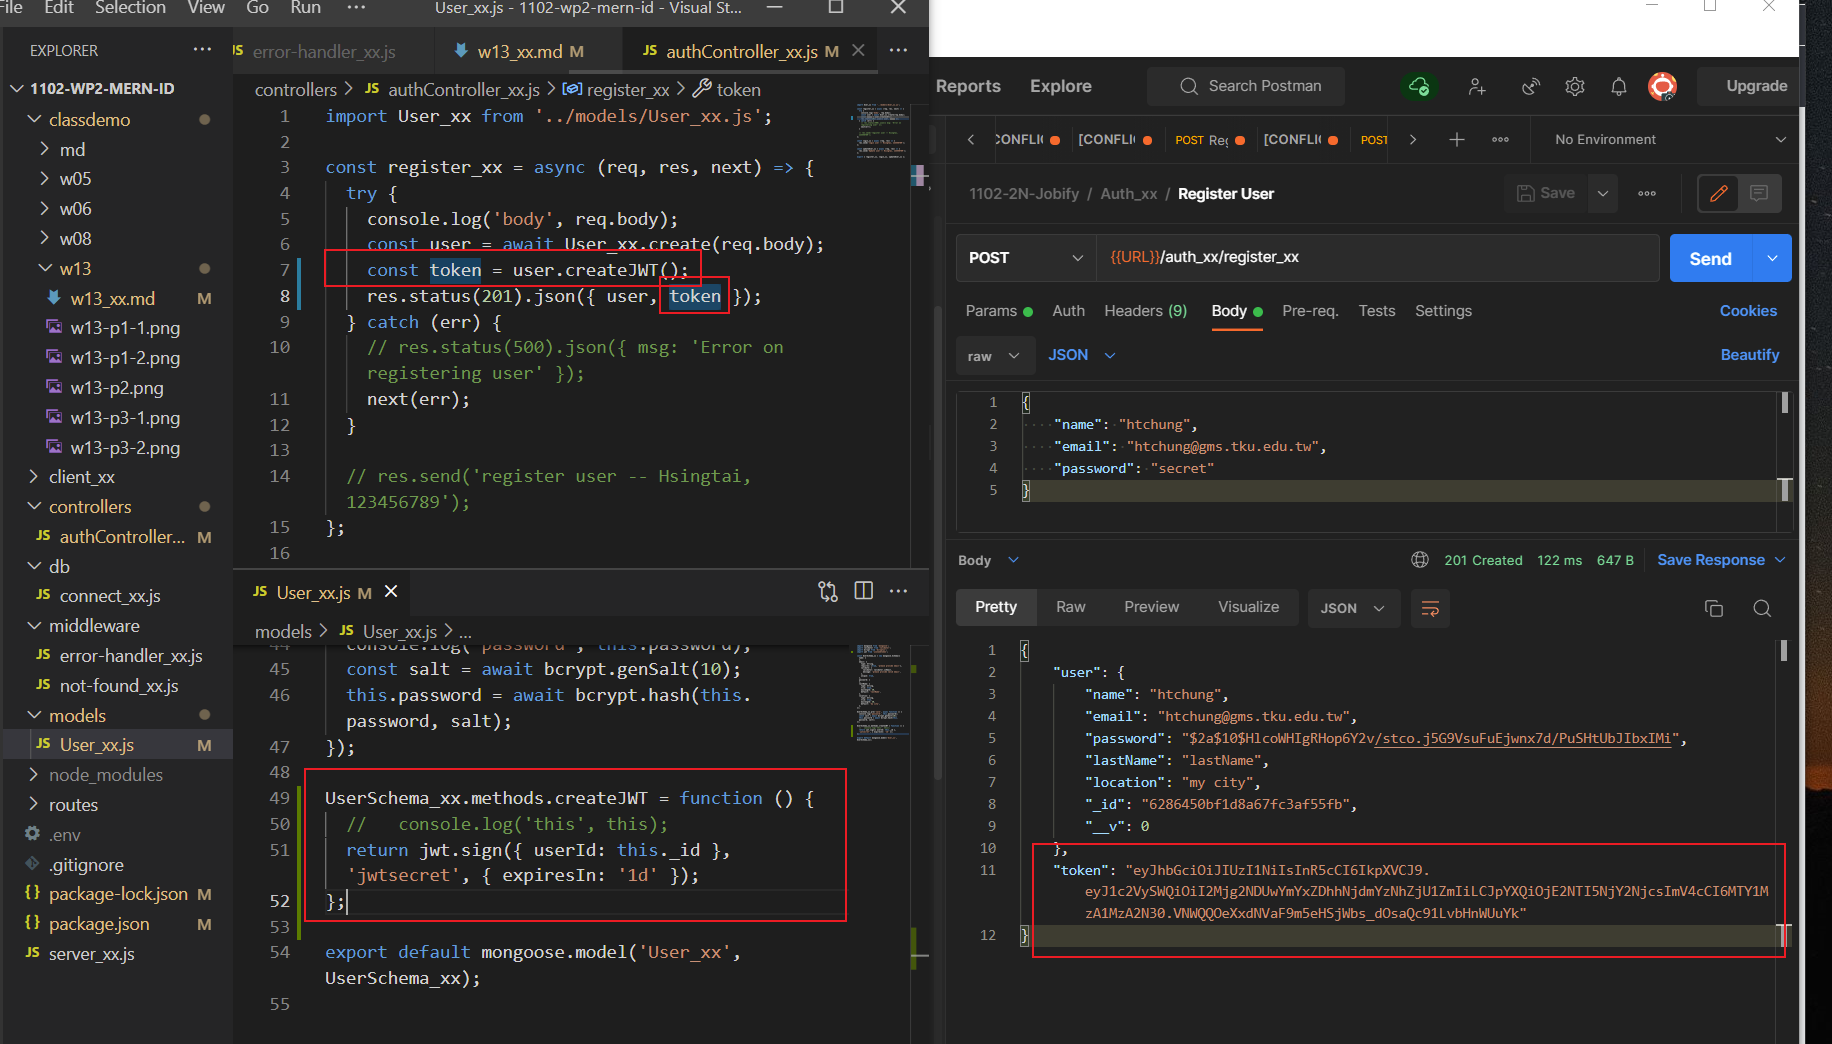 File Edit Selection View Go Run ··· User_xx.js - 1102-wp2-mern-id - Visual St...
EXPLORER ···
1102-WP2-MERN-ID
classdemo
md
w05
w06
w08
w13
w13_xx.md M
w13-p1-1.png
w13-p1-2.png
w13-p2.png
w13-p3-1.png
w13-p3-2.png
client_xx
controllers
JS authController... M
db
JS connect_xx.js
middleware
JS error-handler_xx.js
JS not-found_xx.js
models
JS User_xx.js M
node_modules
routes
.env
.gitignore
{} package-lock.json M
{} package.json M
JS server_xx.js
JS error-handler_xx.js w13_xx.md M JS authController_xx.js M ···
controllers > JS authController_xx.js > register_xx > token
1 import User_xx from '../models/User_xx.js';
2
3 const register_xx = async (req, res, next) => {
4 try {
5 console.log('body', req.body);
6 const user = await User_xx.create(req.body);
7 const token = user.createJWT();
8 res.status(201).json({ user, token });
9 } catch (err) {
10 // res.status(500).json({ msg: 'Error on
registering user' });
11 next(err);
12 }
13
14 // res.send('register user -- Hsingtai,
123456789');
15 };
16
JS User_xx.js M ···
models > JS User_xx.js > ...
44 console.log('password', this.password);
45 const salt = await bcrypt.genSalt(10);
46 this.password = await bcrypt.hash(this.
password, salt);
47 });
48
49 UserSchema_xx.methods.createJWT = function () {
50 // console.log('this', this);
51 return jwt.sign({ userId: this._id },
'jwtsecret', { expiresIn: '1d' });
52 };
53
54 export default mongoose.model('User_xx',
UserSchema_xx);
55
Reports Explore Search Postman Upgrade
CONFLIC [CONFLIC POST Reg [CONFLIC POST No Environment
1102-2N-Jobify / Auth_xx / Register User Save
POST {{URL}}/auth_xx/register_xx Send
Params Auth Headers (9) Body Pre-req. Tests Settings Cookies
raw JSON Beautify
1 {
2 "name": "htchung",
3 "email": "htchung@gms.tku.edu.tw",
4 "password": "secret"
5 }
Body 201 Created 122 ms 647 B Save Response
Pretty Raw Preview Visualize JSON
1 {
2 "user": {
3 "name": "htchung",
4 "email": "htchung@gms.tku.edu.tw",
5 "password": "$2a$10$HlcoWHIgRHop6Y2v/stco.j5G9VsuFuEjwnx7d/PuSHtUbJIbxIMi",
6 "lastName": "lastName",
7 "location": "my city",
8 "_id": "6286450bf1d8a67fc3af55fb",
9 "__v": 0
10 },
11 "token": "eyJhbGciOiJIUzI1NiIsInR5cCI6IkpXVCJ9.
eyJ1c2VySWQiOiI2Mjg2NDUwYmYxZDhhNjdmYzNhZjU1ZmIiLCJpYXQiOjE2NTI5NjY2NjcsImV4cCI6MTY1M
zA1MzA2N30.VNWQQOeXxdNVaF9m5eHSjWbs_dOsaQc91LvbHnWUuYk"
12 }